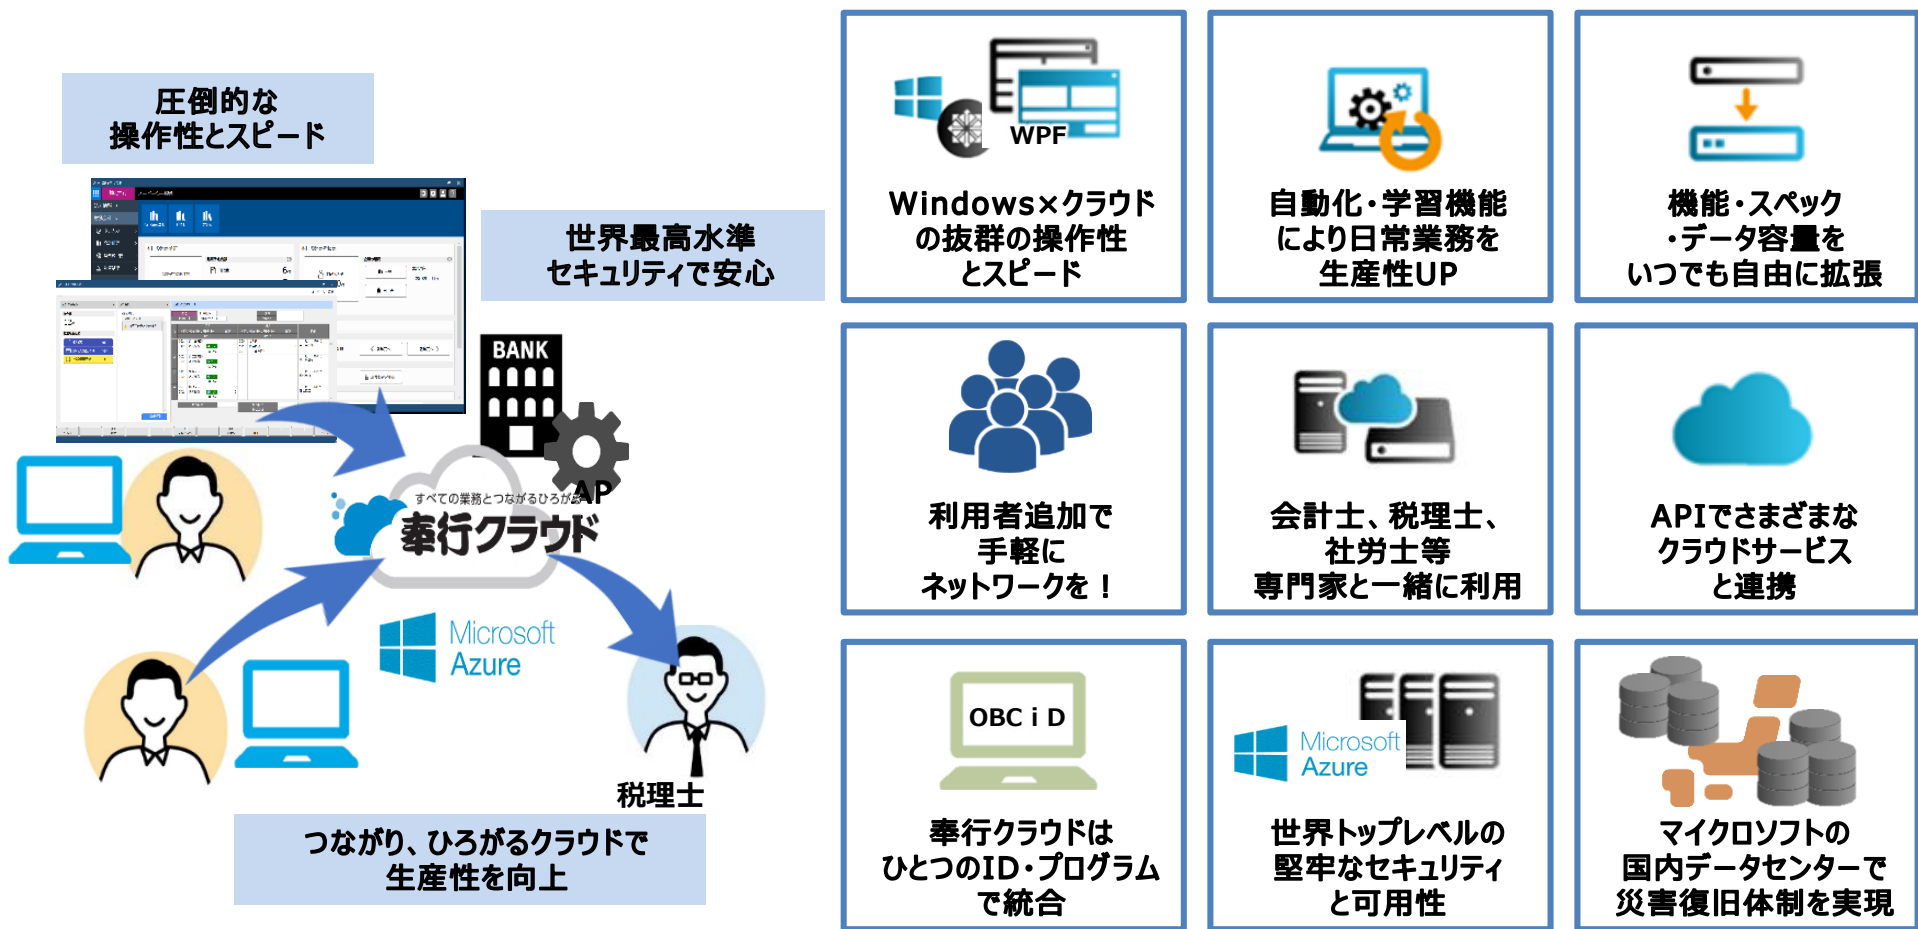 圧倒的な
操作性とスピード
世界最高水準
セキュリティで安心
BANK
AP
すべての業務とつながるひろがる
奉行クラウド
Microsoft
Azure
税理士
つながり、ひろがるクラウドで
生産性を向上
WPF
Windows×クラウド
の抜群の操作性
とスピード
自動化・学習機能
により日常業務を
生産性UP
機能・スペック
・データ容量を
いつでも自由に拡張
利用者追加で
手軽に
ネットワークを！
会計士、税理士、
社労士等
専門家と一緒に利用
APIでさまざまな
クラウドサービス
と連携
OBC i D
奉行クラウドは
ひとつのID・プログラム
で統合
Microsoft
Azure
世界トップレベルの
堅牢なセキュリティ
と可用性
マイクロソフトの
国内データセンターで
災害復旧体制を実現